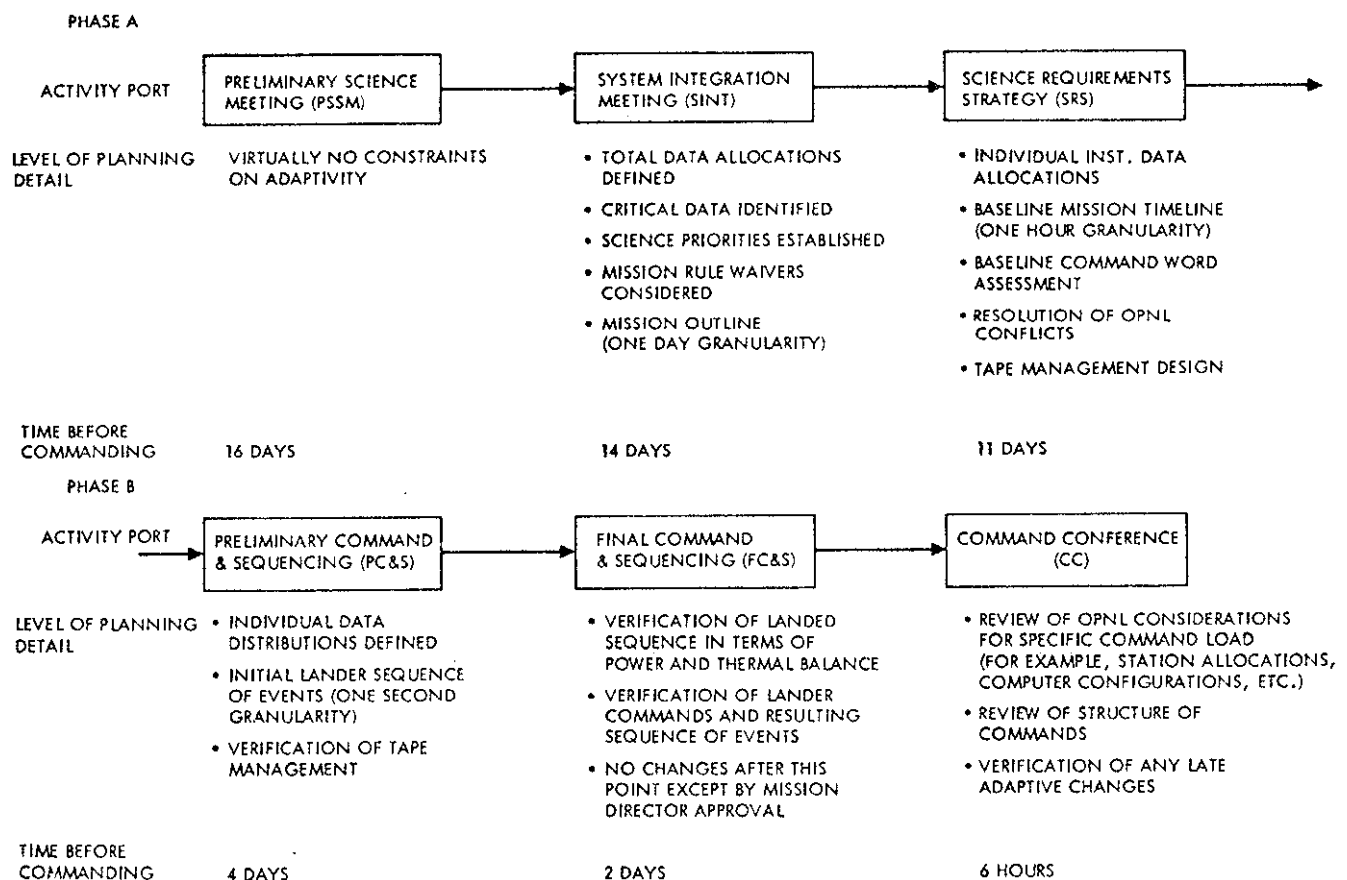 PHASE A
ACTIVITY PORT
PRELIMINARY SCIENCE
MEETING (PSSM)
SYSTEM INTEGRATION
MEETING (SINT)
SCIENCE REQUIREMENTS
STRATEGY (SRS)
LEVEL OF PLANNING
DETAIL
VIRTUALLY NO CONSTRAINTS
ON ADAPTIVITY
• TOTAL DATA ALLOCATIONS
DEFINED
• CRITICAL DATA IDENTIFIED
• SCIENCE PRIORITIES ESTABLISHED
• MISSION RULE WAIVERS
CONSIDERED
• MISSION OUTLINE
(ONE DAY GRANULARITY)
• INDIVIDUAL INST. DATA
ALLOCATIONS
• BASELINE MISSION TIMELINE
(ONE HOUR GRANULARITY)
• BASELINE COMMAND WORD
ASSESSMENT
• RESOLUTION OF OPNL
CONFLICTS
• TAPE MANAGEMENT DESIGN
TIME BEFORE
COMMANDING
16 DAYS
14 DAYS
11 DAYS
PHASE B
ACTIVITY PORT
PRELIMINARY COMMAND
& SEQUENCING (PC&S)
FINAL COMMAND
& SEQUENCING (FC&S)
COMMAND CONFERENCE
(CC)
LEVEL OF PLANNING
DETAIL
• INDIVIDUAL DATA
DISTRIBUTIONS DEFINED
• INITIAL LANDER SEQUENCE
OF EVENTS (ONE SECOND
GRANULARITY)
• VERIFICATION OF TAPE
MANAGEMENT
• VERIFICATION OF LANDED
SEQUENCE IN TERMS OF
POWER AND THERMAL BALANCE
• VERIFICATION OF LANDER
COMMANDS AND RESULTING
SEQUENCE OF EVENTS
• NO CHANGES AFTER THIS
POINT EXCEPT BY MISSION
DIRECTOR APPROVAL
• REVIEW OF OPNL CONSIDERATIONS
FOR SPECIFIC COMMAND LOAD
(FOR EXAMPLE, STATION ALLOCATIONS,
COMPUTER CONFIGURATIONS, ETC.)
• REVIEW OF STRUCTURE OF
COMMANDS
• VERIFICATION OF ANY LATE
ADAPTIVE CHANGES
TIME BEFORE
COMMANDING
4 DAYS
2 DAYS
6 HOURS